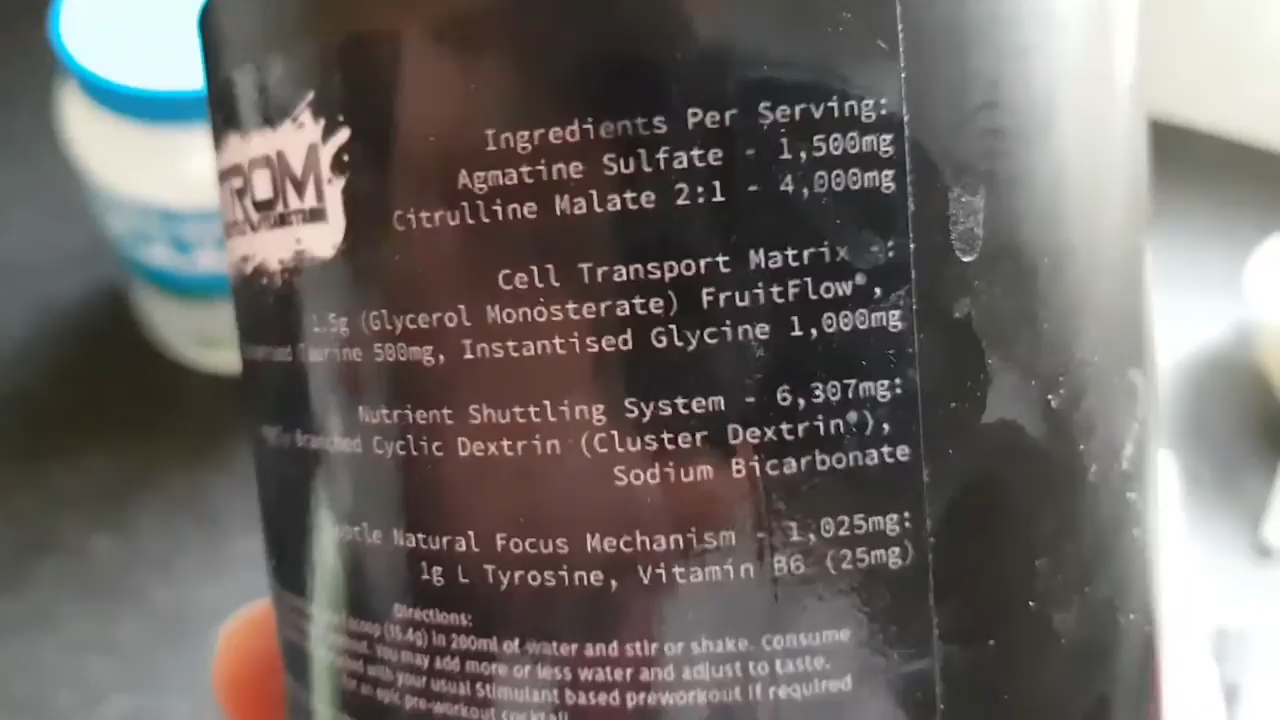 TROM
Ingredients Per Serving:
Agmatine Sulfate - 1,500mg
Citrulline Malate 2:1 - 4,000mg
Cell Transport Matrix -:
1.5g (Glycerol Monosterate) FruitFlow®,
Taurine 500mg, Instantised Glycine 1,000mg
Nutrient Shuttling System - 6,307mg:
Branched Cyclic Dextrin (Cluster Dextrin®),
Sodium Bicarbonate
Natural Focus Mechanism - 1,025mg:
1g L Tyrosine, Vitamin B6 (25mg)
Directions:
scoop (15.4g) in 200ml of water and stir or shake. Consume
You may add more or less water and adjust to taste.
with your usual Stimulant based preworkout if required
for an epic pre-workout cocktail